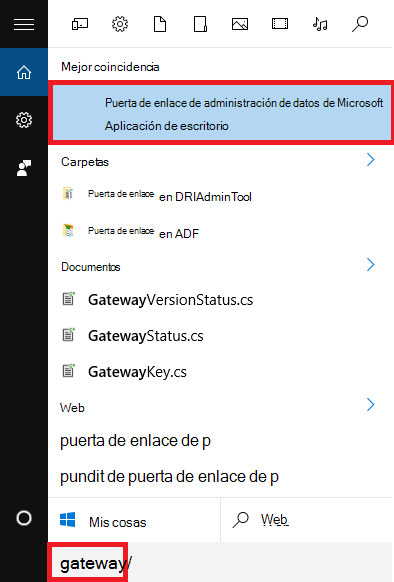 Mejor coincidencia
Puerta de enlace de administración de datos de Microsoft
Aplicación de escritorio
Carpetas
Puerta de enlace en DRIAdminTool
Puerta de enlace en ADF
Documentos
GatewayVersionStatus.cs
GatewayStatus.cs
GatewayKey.cs
Web
puerta de enlace de p
pundit de puerta de enlace de p
Mis cosas
Web
gateway/